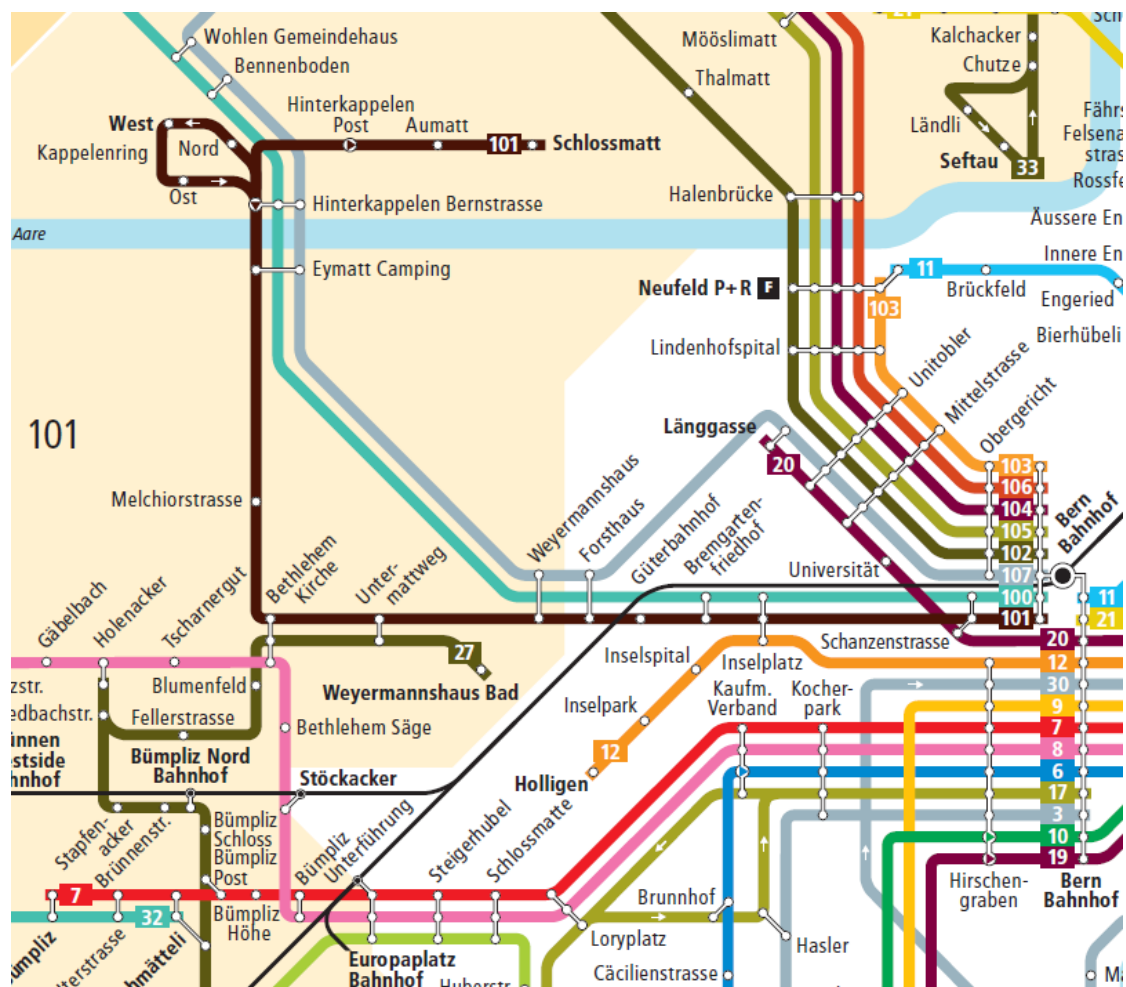 Wohlen Gemeindehaus
Bennenboden
Hinterkappelen
Post
Aumatt
101
Schlossmatt
West
Kappelenring
Nord
Ost
Hinterkappelen Bernstrasse
Aare
Eymatt Camping
Mööslimatt
Thalmatt
Halenbrücke
Kalchacker
Chutze
Ländli
Seftau
33
Äussere En
Innere En
Neufeld P+R F
11
Brückfeld
Engeried
103
Lindenhofspital
Bierhübeli
Unitobler
Mittelstrasse
Obergericht
Länggasse
20
101
Melchiorstrasse
Weyermannshaus
Forsthaus
Güterbahnhof
Bremgarten-
friedhof
103
106
104
105
102
107
100
101
Bern
Bahnhof
Universität
Schanzenstrasse
11
21
20
12
30
9
7
8
6
17
3
10
19
Gäbelbach
Holenacker
Tscharnergut
Bethlehem
Kirche
Unter-
mattweg
27
Weyermannshaus Bad
Blumenfeld
Fellerstrasse
Bethlehem Säge
Bümpliz Nord
Bahnhof
Stöckacker
Inselspital
Inselplatz
Inselpark
12
Holligen
Kaufm.
Verband
Kocher-
park
Stapfen-
acker
Brünnenstr.
Bümpliz
Schloss
Bümpliz
Post
Bümpliz
Höhe
Bümpliz
Unterführung
Steigerhubel
Schlossmatte
7
32
Europaplatz
Bahnhof
Loryplatz
Brunnhof
Hasler
Cäcilienstrasse
Hirschen-
graben
Bern
Bahnhof